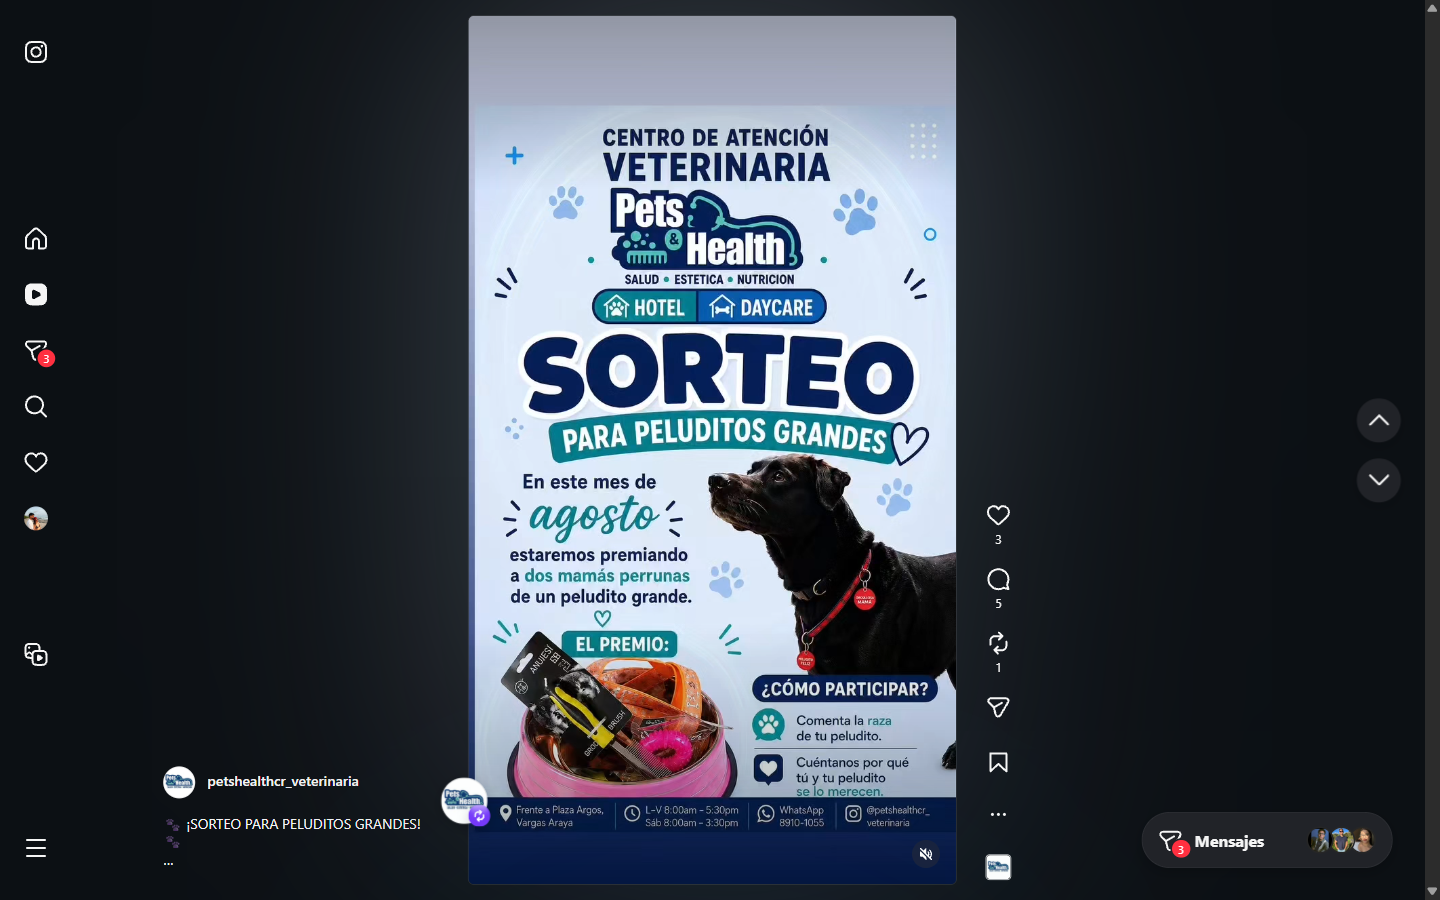 CENTRO DE ATENCIÓN
VETERINARIA
Pets
& Health
SALUD • ESTETICA • NUTRICION
HOTEL DAYCARE
SORTEO
PARA PELUDITOS GRANDES
En este mes de
agosto
estaremos premiando
a dos mamás perrunas
de un peludito grande.
EL PREMIO:
¿CÓMO PARTICIPAR?
Comenta la raza
de tu peludito.
Cuéntanos por qué
tú y tu peludito
se lo merecen.
Frente a Plaza Argos,
Vargas Araya
L-V 8:00am - 5:30pm
Sáb 8:00am - 3:30pm
WhatsApp
8910-1055
@petshealthcr_
veterinaria
petshealthcr_veterinaria
¡SORTEO PARA PELUDITOS GRANDES!
...
3
3
5
1
3
Mensajes